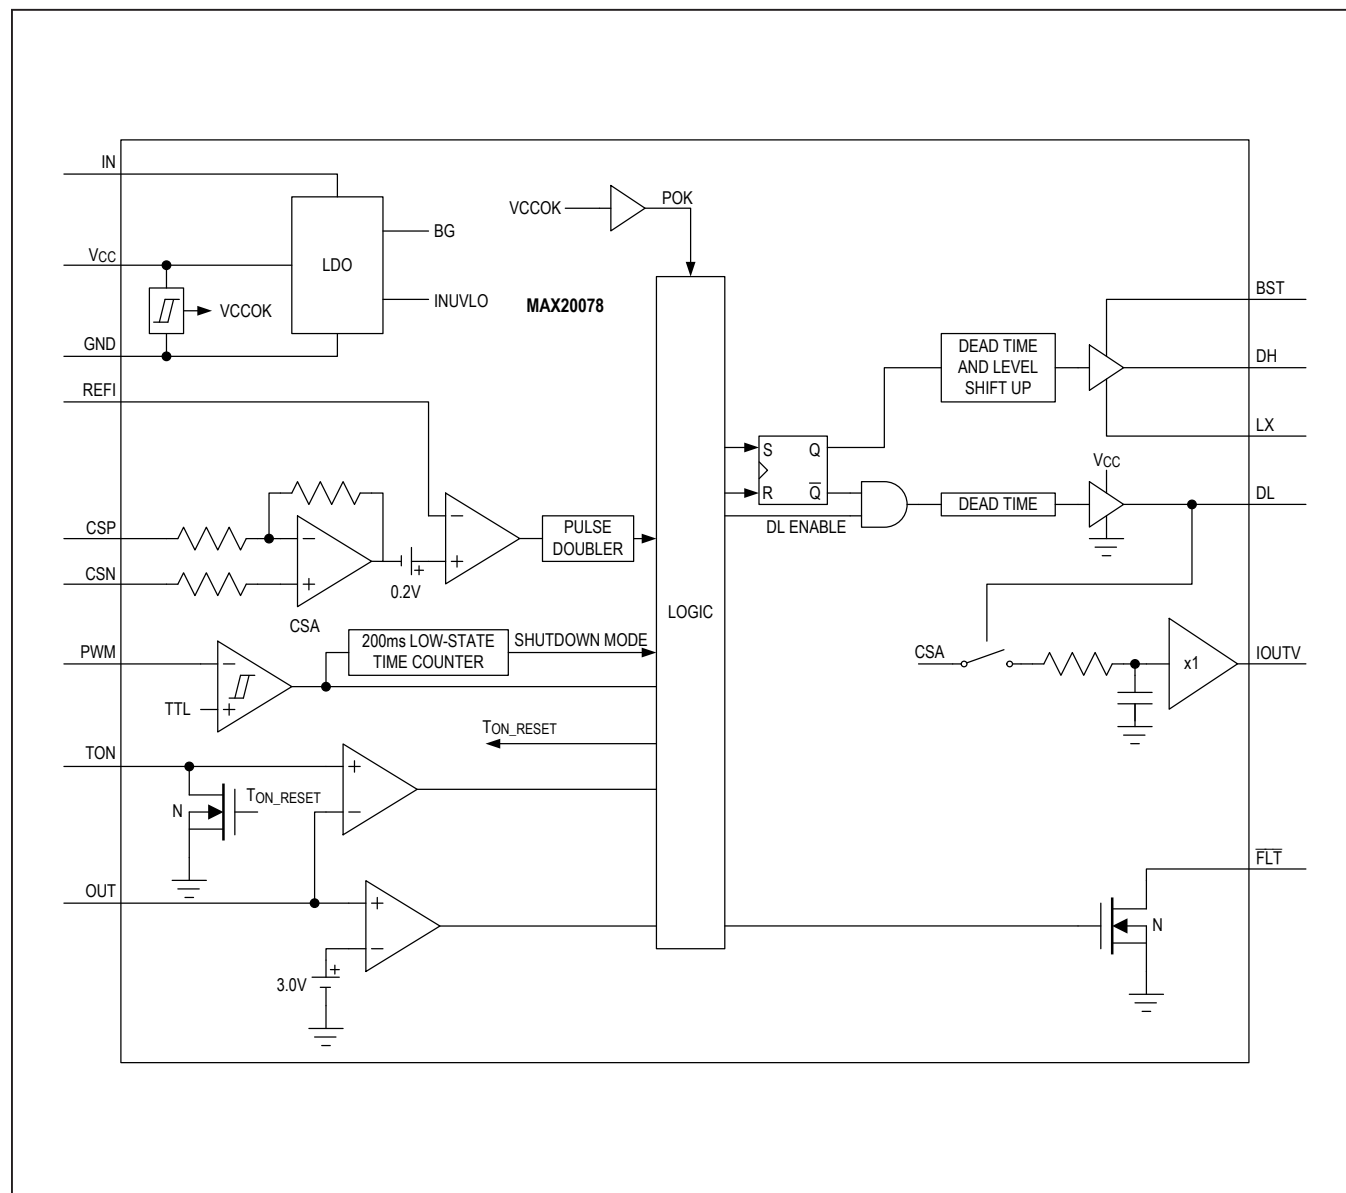 IN
VCC
GND
REFI
CSP
CSN
PWM
TON
OUT
LDO
BG
INUVLO
VCCOK
VCCOK
POK
MAX20078
LOGIC
−
+
CSA
0.2V
+
−
+
PULSE
DOUBLER
200ms LOW-STATE
TIME COUNTER
SHUTDOWN MODE
−
+
TTL
TON_RESET
N
TON_RESET
+
−
+
−
+
3.0V
S
Q
R
Q̅
DL ENABLE
DEAD TIME
AND LEVEL
SHIFT UP
DEAD TIME
VCC
BST
DH
LX
DL
CSA
x1
IOUTV
F̅L̅T̅
N